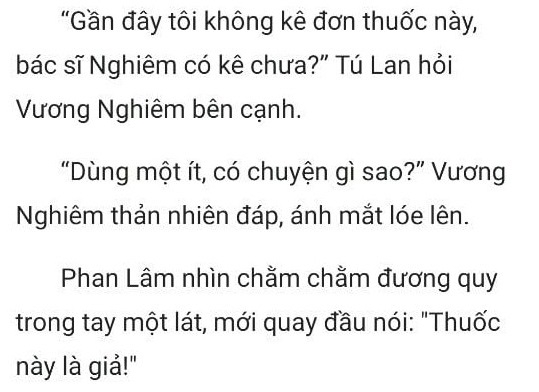 “Gần đây tôi không kê đơn thuốc này,
bác sĩ Nghiêm có kê chưa?” Tú Lan hỏi
Vương Nghiêm bên cạnh.
“Dùng một ít, có chuyện gì sao?” Vương
Nghiêm thản nhiên đáp, ánh mắt lóe lên.
Phan Lâm nhìn chằm chằm đương quy
trong tay một lát, mới quay đầu nói: "Thuốc
này là giả!"